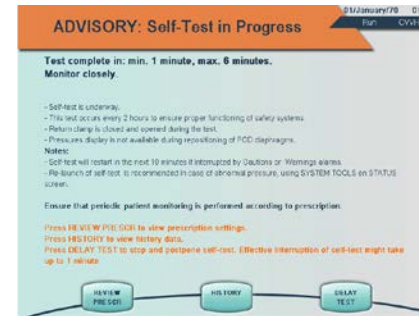 01/January/70 0
ADVISORY: Self-Test in Progress
Run CVVH
Test complete in: min. 1 minute, max. 6 minutes.
Monitor closely.
- Self-test is underway.
- This test occurs every 2 hours to ensure proper functioning of safety systems.
- Return clamp is closed and opened during the test.
- Pressures display is not available during repositioning of POD diaphragms.
Notes:
- Self-test will restart in the next 10 minutes if interrupted by Cautions or Warnings alarms.
- Re-launch of self-test is recommended in case of abnormal pressure, using SYSTEM TOOLS on STATUS
screen.
Ensure that periodic patient monitoring is performed according to prescription.
Press REVIEW PRESCR to view prescription settings.
Press HISTORY to view history data.
Press DELAY TEST to stop and postpone self-test. Effective interruption of self-test might take
up to 1 minute
REVIEW HISTORY DELAY
PRESCR TEST